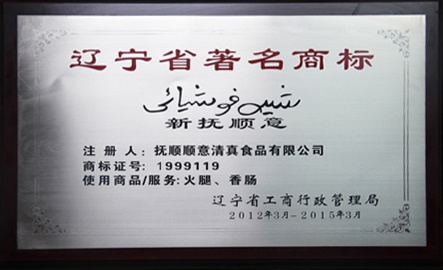 辽宁省著名商标
新抚顺意
注 册 人: 抚顺顺意清真食品有限公司
商标证号: 1999119
使用商品/服务: 火腿、香肠
辽宁省工商行政管理局
2012年3月-2015年3月